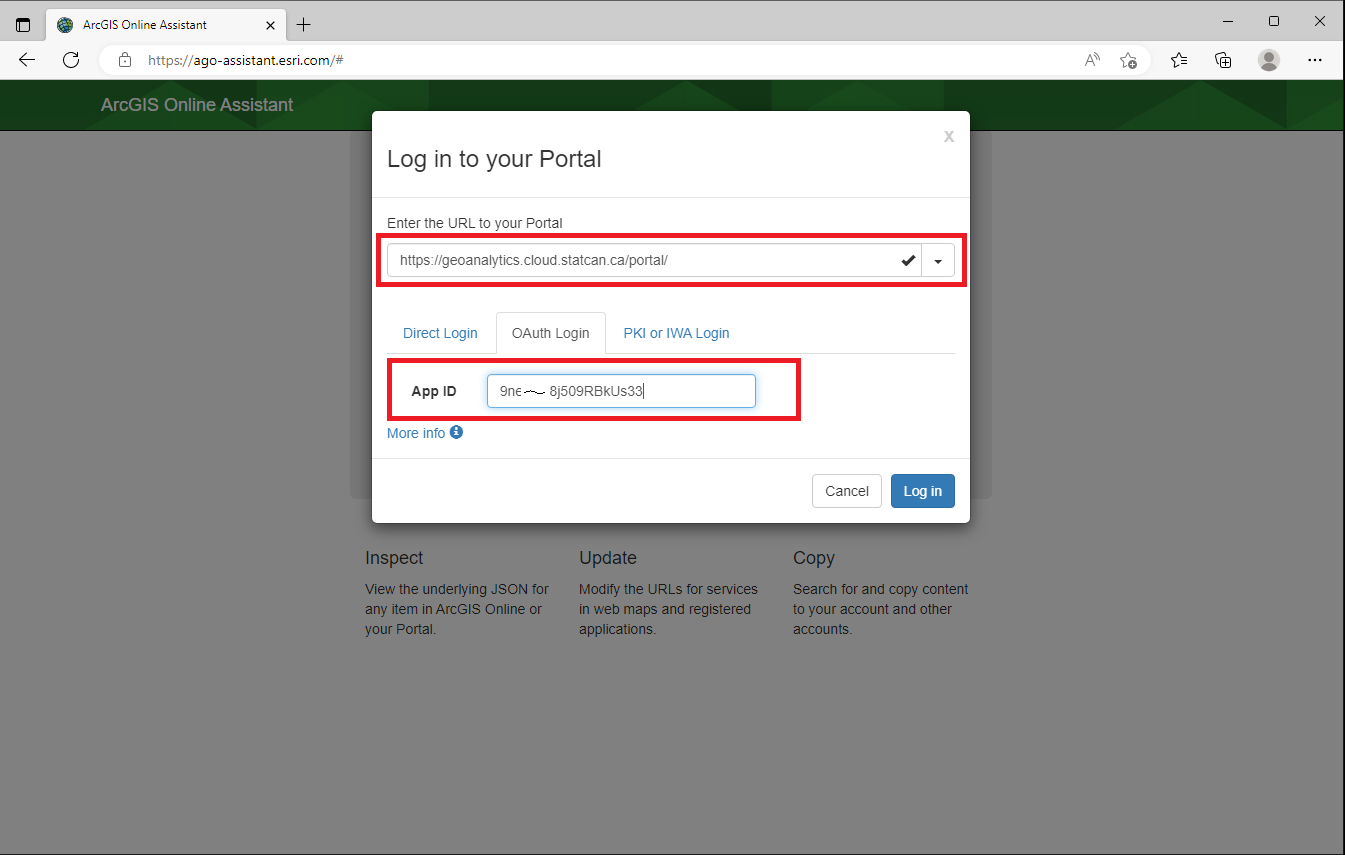 ArcGIS Online Assistant
https://ago-assistant.esri.com/#
ArcGIS Online Assistant
x
Log in to your Portal
Enter the URL to your Portal
https://geoanalytics.cloud.statcan.ca/portal/
Direct Login OAuth Login PKI or IWA Login
App ID 9ne 8j509RBkUs33
More info
Cancel Log in
Inspect
View the underlying JSON for
any item in ArcGIS Online or
your Portal.
Update
Modify the URLs for services
in web maps and registered
applications.
Copy
Search for and copy content
to your account and other
accounts.